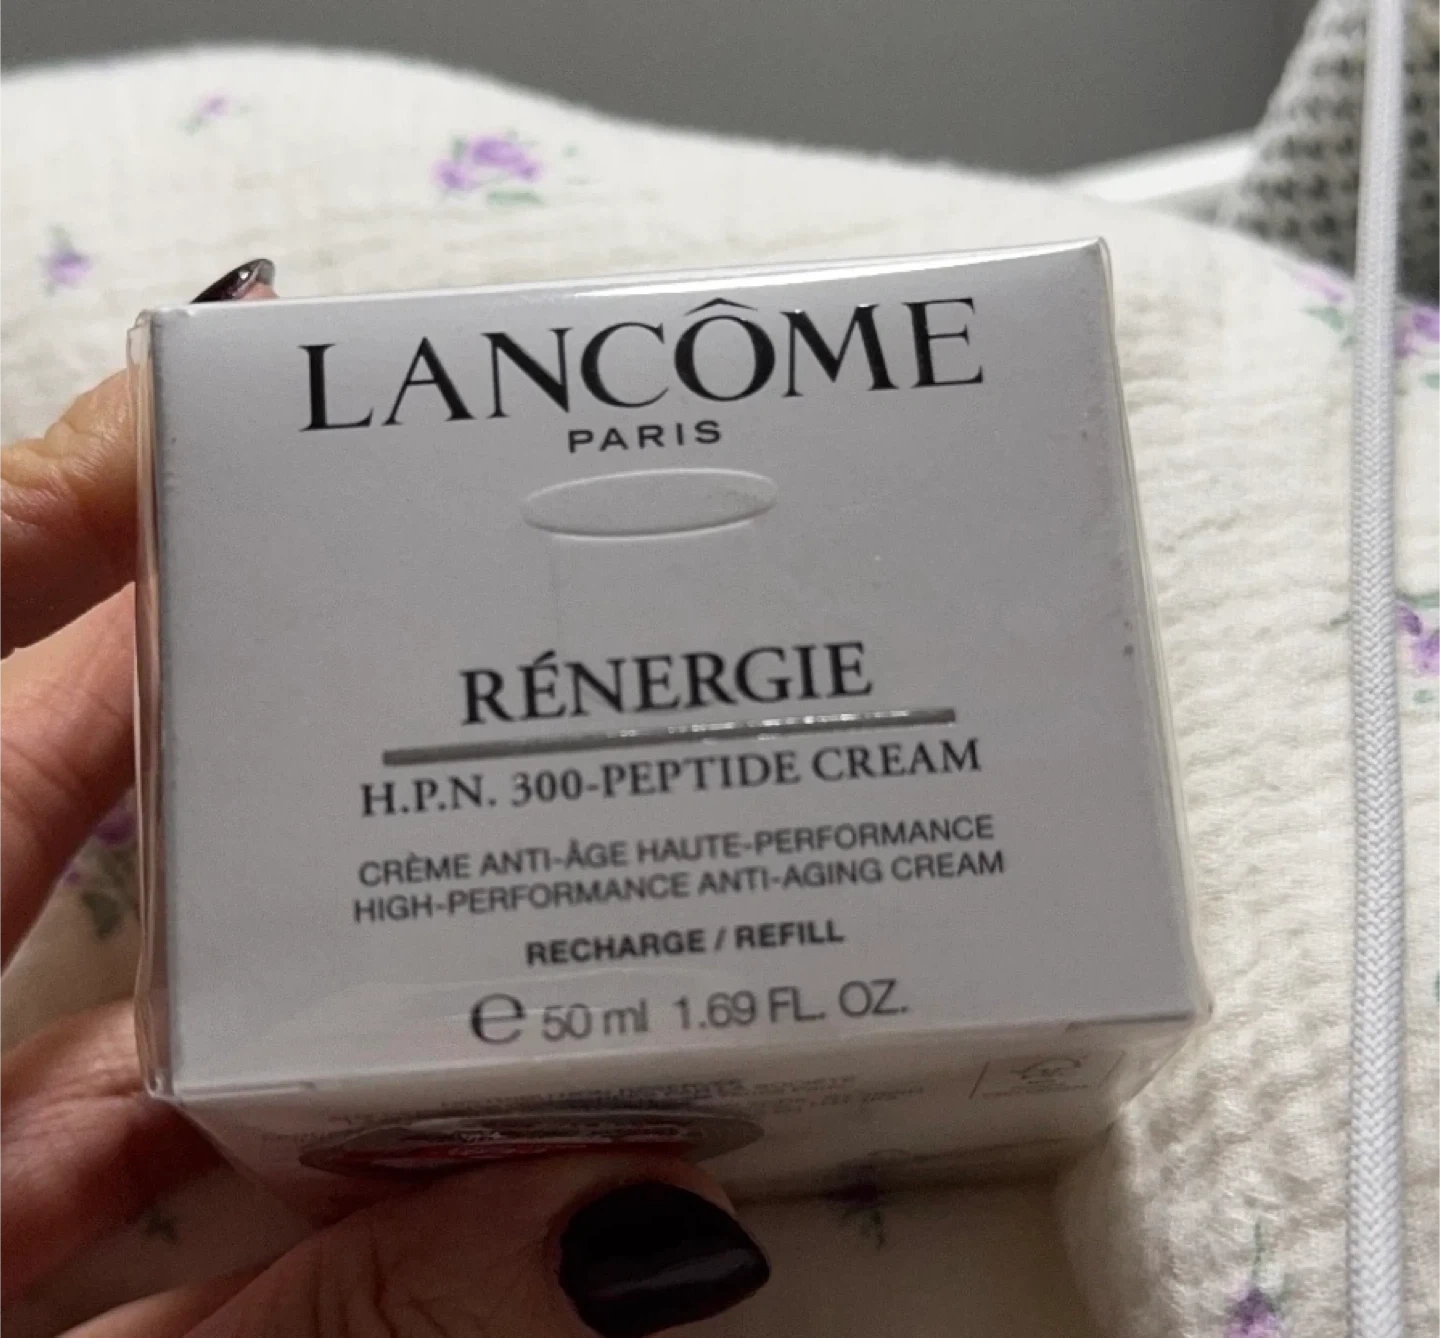 LANCÔME
PARIS
RÉNERGIE
H.P.N. 300-PEPTIDE CREAM
CRÈME ANTI-ÂGE HAUTE-PERFORMANCE
HIGH-PERFORMANCE ANTI-AGING CREAM
RECHARGE / REFILL
e 50 ml 1.69 FL. OZ.